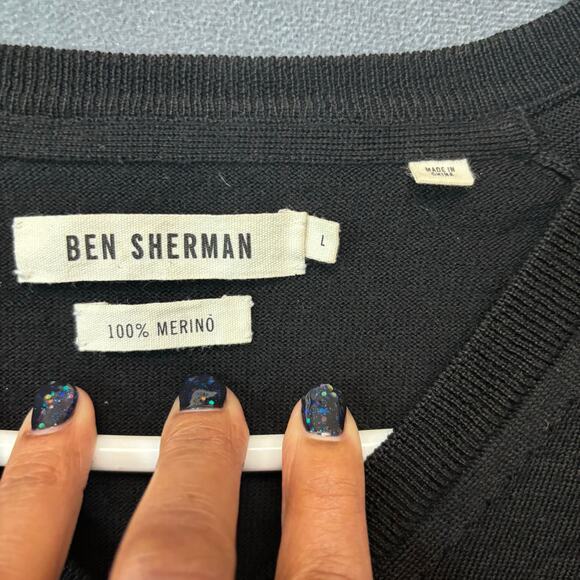 MADE IN
CHINA
BEN SHERMAN
L
100% MERINO